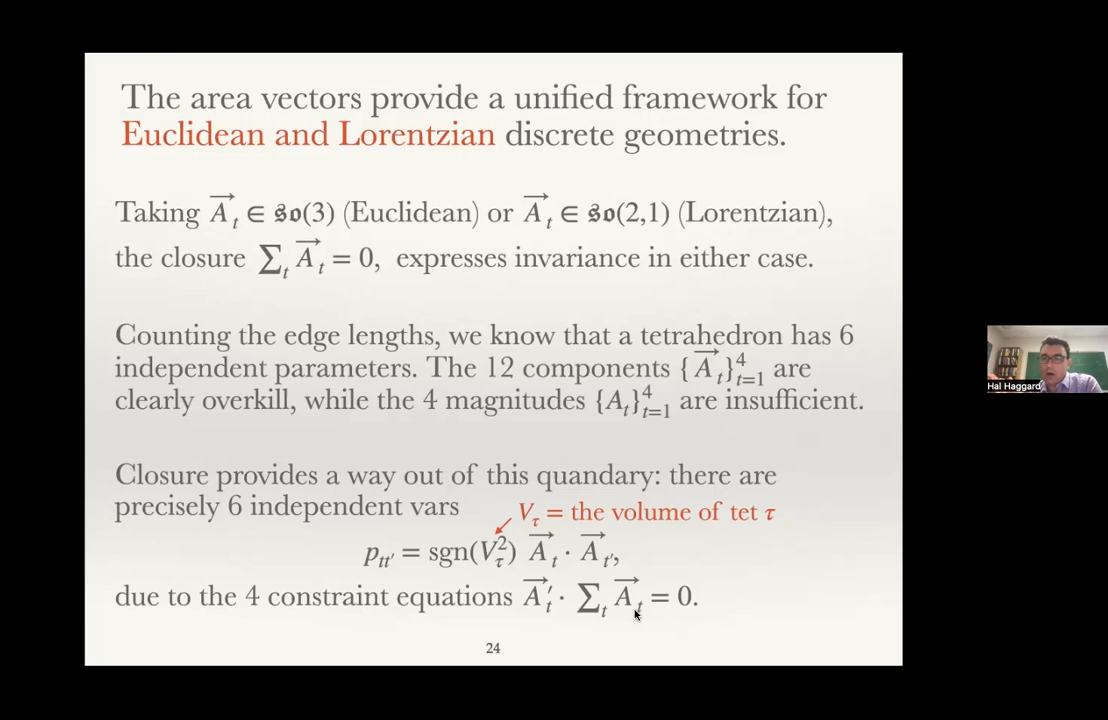 The area vectors provide a unified framework for
Euclidean and Lorentzian discrete geometries.
Taking $\vec{A}_t \in \mathfrak{so}(3)$ (Euclidean) or $\vec{A}_t \in \mathfrak{so}(2,1)$ (Lorentzian),
the closure $\sum_t \vec{A}_t = 0$, expresses invariance in either case.
Counting the edge lengths, we know that a tetrahedron has 6
independent parameters. The 12 components $\{\vec{A}_t\}_{t=1}^4$ are
clearly overkill, while the 4 magnitudes $\{A_t\}_{t=1}^4$ are insufficient.
Closure provides a way out of this quandary: there are
precisely 6 independent vars
$V_\tau$ = the volume of tet $\tau$
$p_{tt'} = \mathrm{sgn}(V_\tau^2)\ \vec{A}_t \cdot \vec{A}_{t'},$
due to the 4 constraint equations $\vec{A}_t' \cdot \sum_t \vec{A}_t = 0.$
24
Hal Haggard